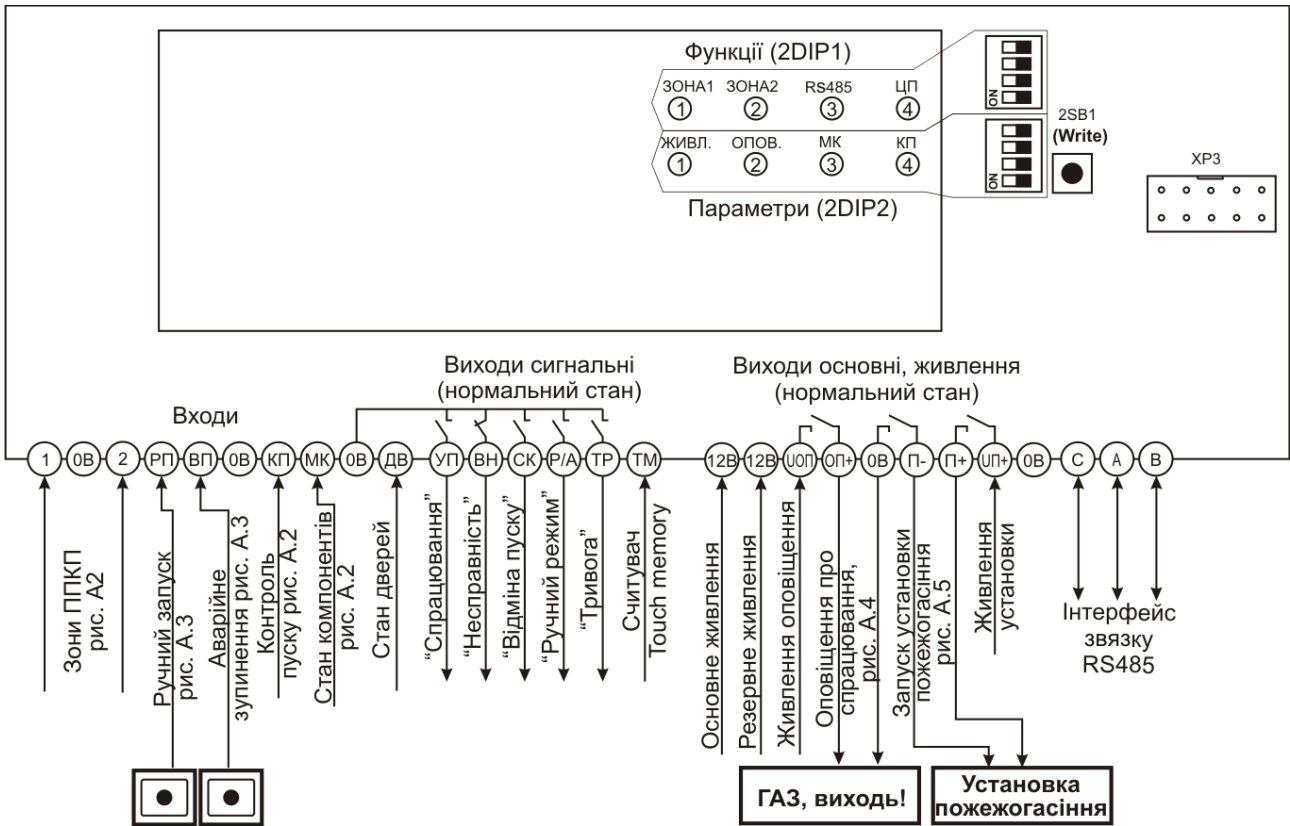 Функції (2DIP1)
ЗОНА1 ЗОНА2 Rs485 ЦП
1 2 3 4
ЖИВЛ. ОПОВ. МК КП
1 2 3 4
Параметри (2DIP2)
ON
ON
2SB1
(Write)
XP3
Входи
Виходи сигнальні
(нормальний стан)
Виходи основні, живлення
(нормальний стан)
1 0В 2 РП ВП 0В КП МК 0В ДВ УП ВН СК Р/А ТР ТМ 12В 12В UОП ОП+ 0В П- П+ UП+ 0В С А В
Зони ППКП
рис. А2
Ручний запуск
рис. А.3
Аварійне
зупинення рис. А.3
Контроль
пуску рис. А.2
Стан компонентів
рис. А.2
Стан дверей
“Спрацювання”
“Несправність”
“Відміна пуску”
“Ручний режим”
“Тривога”
Считувач
Touch memory
Основне живлення
Резервне живлення
Живлення оповіщення
Оповіщення про
спрацювання,
рис. А.4
Запуск установки
пожежогасіння
рис. А.5
Живлення
установки
Інтерфейс
звязку
RS485
ГАЗ, виходь!
Установка
пожежогасіння